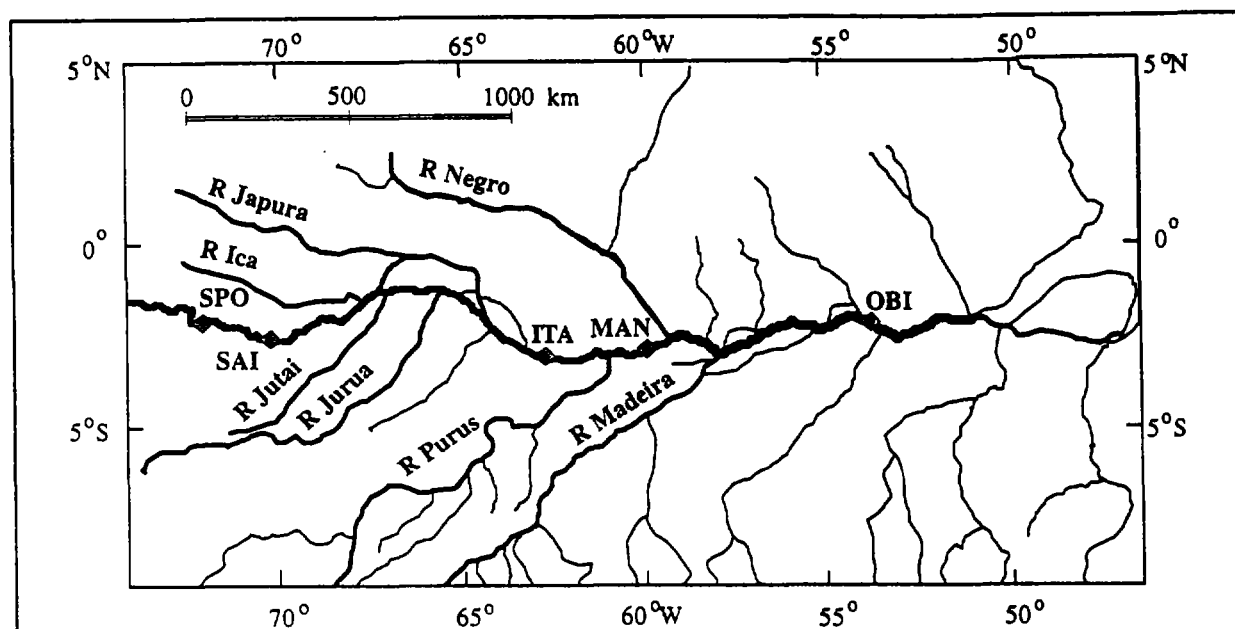 70° 65° 60°W 55° 50°
5°N 5°N
0 500 1000 km
R Negro
R Japura
0° 0°
R Ica
SPO
OBI
ITA MAN
SAI
R Jutai
R Jurua
R Purus
R Madeira
5°S 5°S
70° 65° 60°W 55° 50°